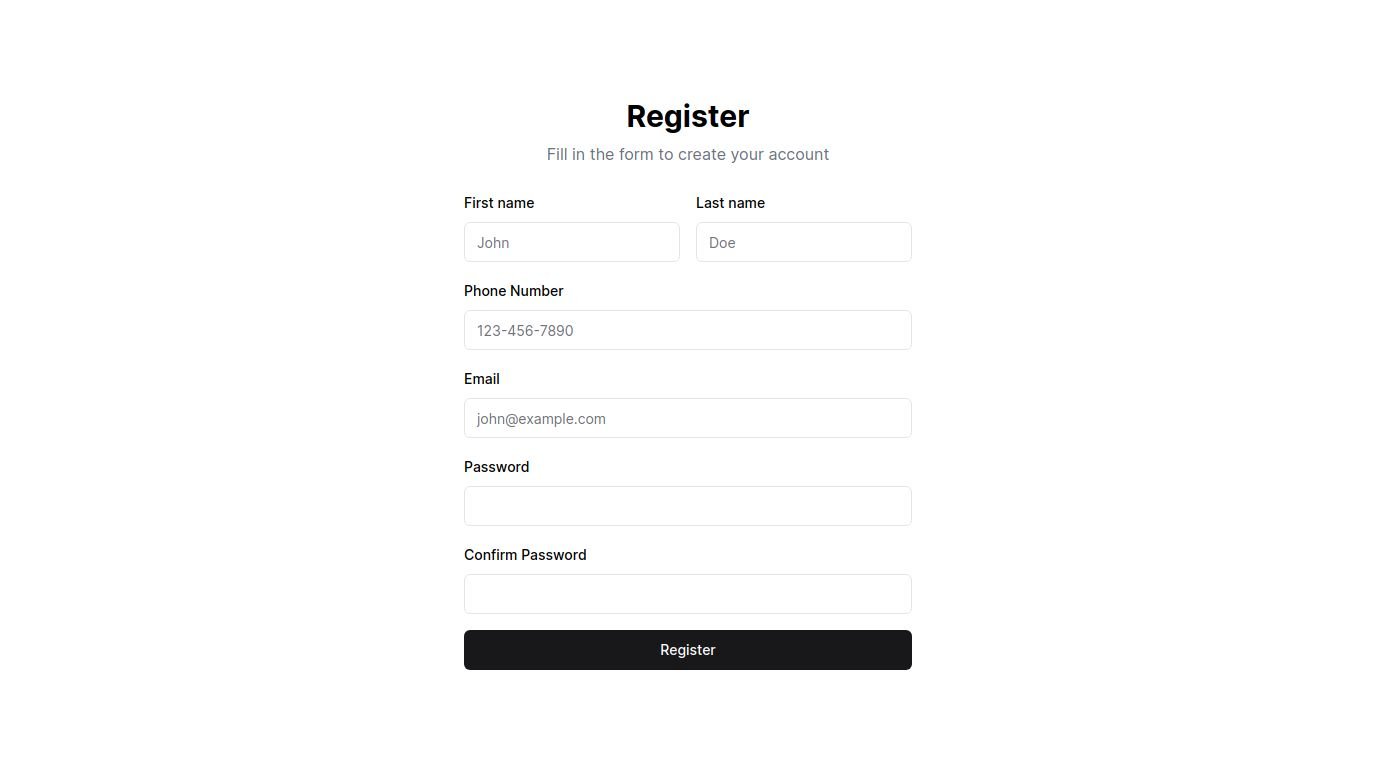 Register
Fill in the form to create your account
First name Last name
John Doe
Phone Number
123-456-7890
Email
john@example.com
Password
Confirm Password
Register